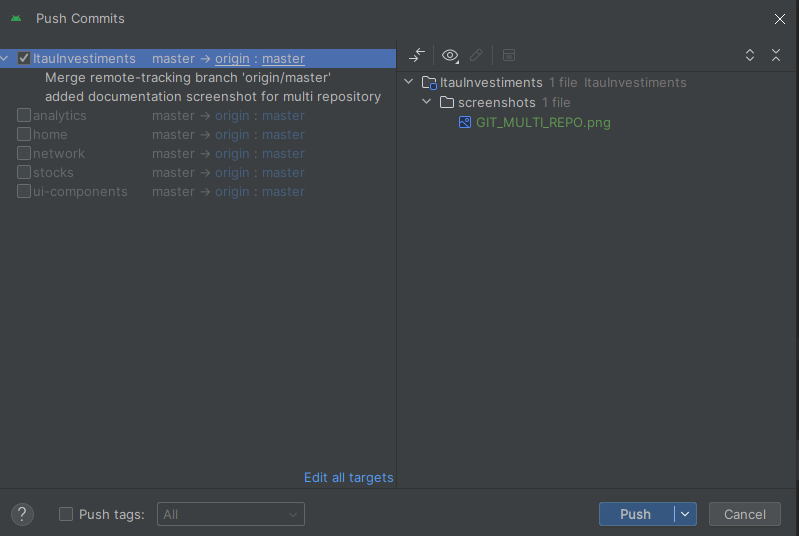 Push Commits
ItauInvestiments master → origin : master
Merge remote-tracking branch 'origin/master'
added documentation screenshot for multi repository
analytics master → origin : master
home master → origin : master
network master → origin : master
stocks master → origin : master
ui-components master → origin : master
Edit all targets
ItauInvestiments 1 file ItauInvestiments
screenshots 1 file
GIT_MULTI_REPO.png
? Push tags: All
Push
Cancel